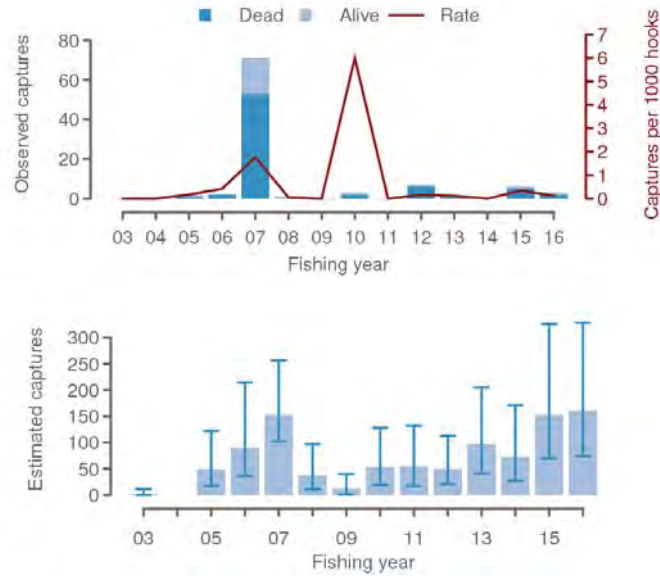 Dead Alive Rate
80
60
40
20
0
Observed captures
7
6
5
4
3
2
1
0
Captures per 1000 hooks
03 04 05 06 07 08 09 10 11 12 13 14 15 16
Fishing year
300
250
200
150
100
50
0
Estimated captures
03 05 07 09 11 13 15
Fishing year